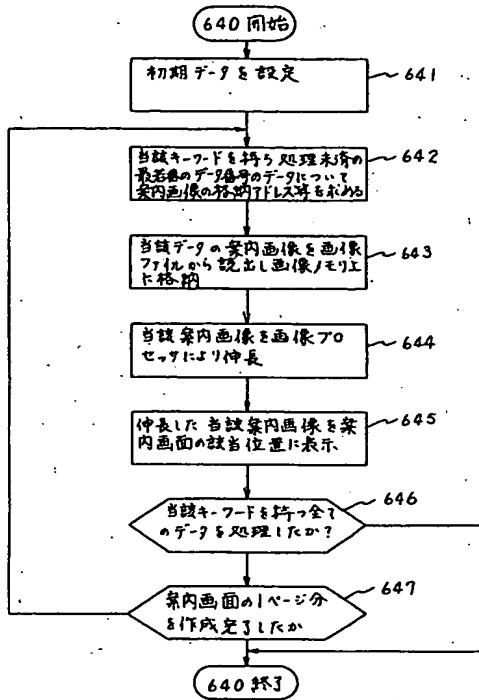 640 開始
初期データを設定
641
当該キーワードを持ち処理未済の
最若番のデータ番号のデータについて
案内画像の格納アドレス等を求める
642
当該データの案内画像を画像
ファイルから読出し画像メモリ上
に格納
643
当該案内画像を画像プロ
セッサにより伸長
644
伸長した当該案内画像を案
内画面の該当位置に表示
645
当該キーワードを持つ全て
のデータを処理したか?
646
案内画面の1ページ分
を作成完了したか
647
640 終了